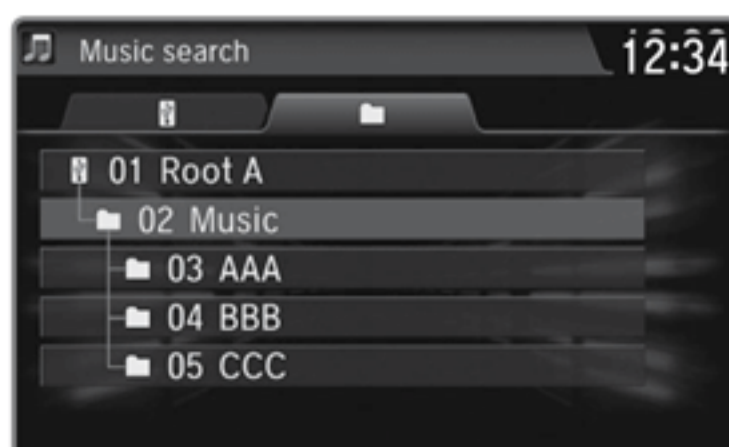 Music search
12:34
01 Root A
02 Music
03 AAA
04 BBB
05 CCC